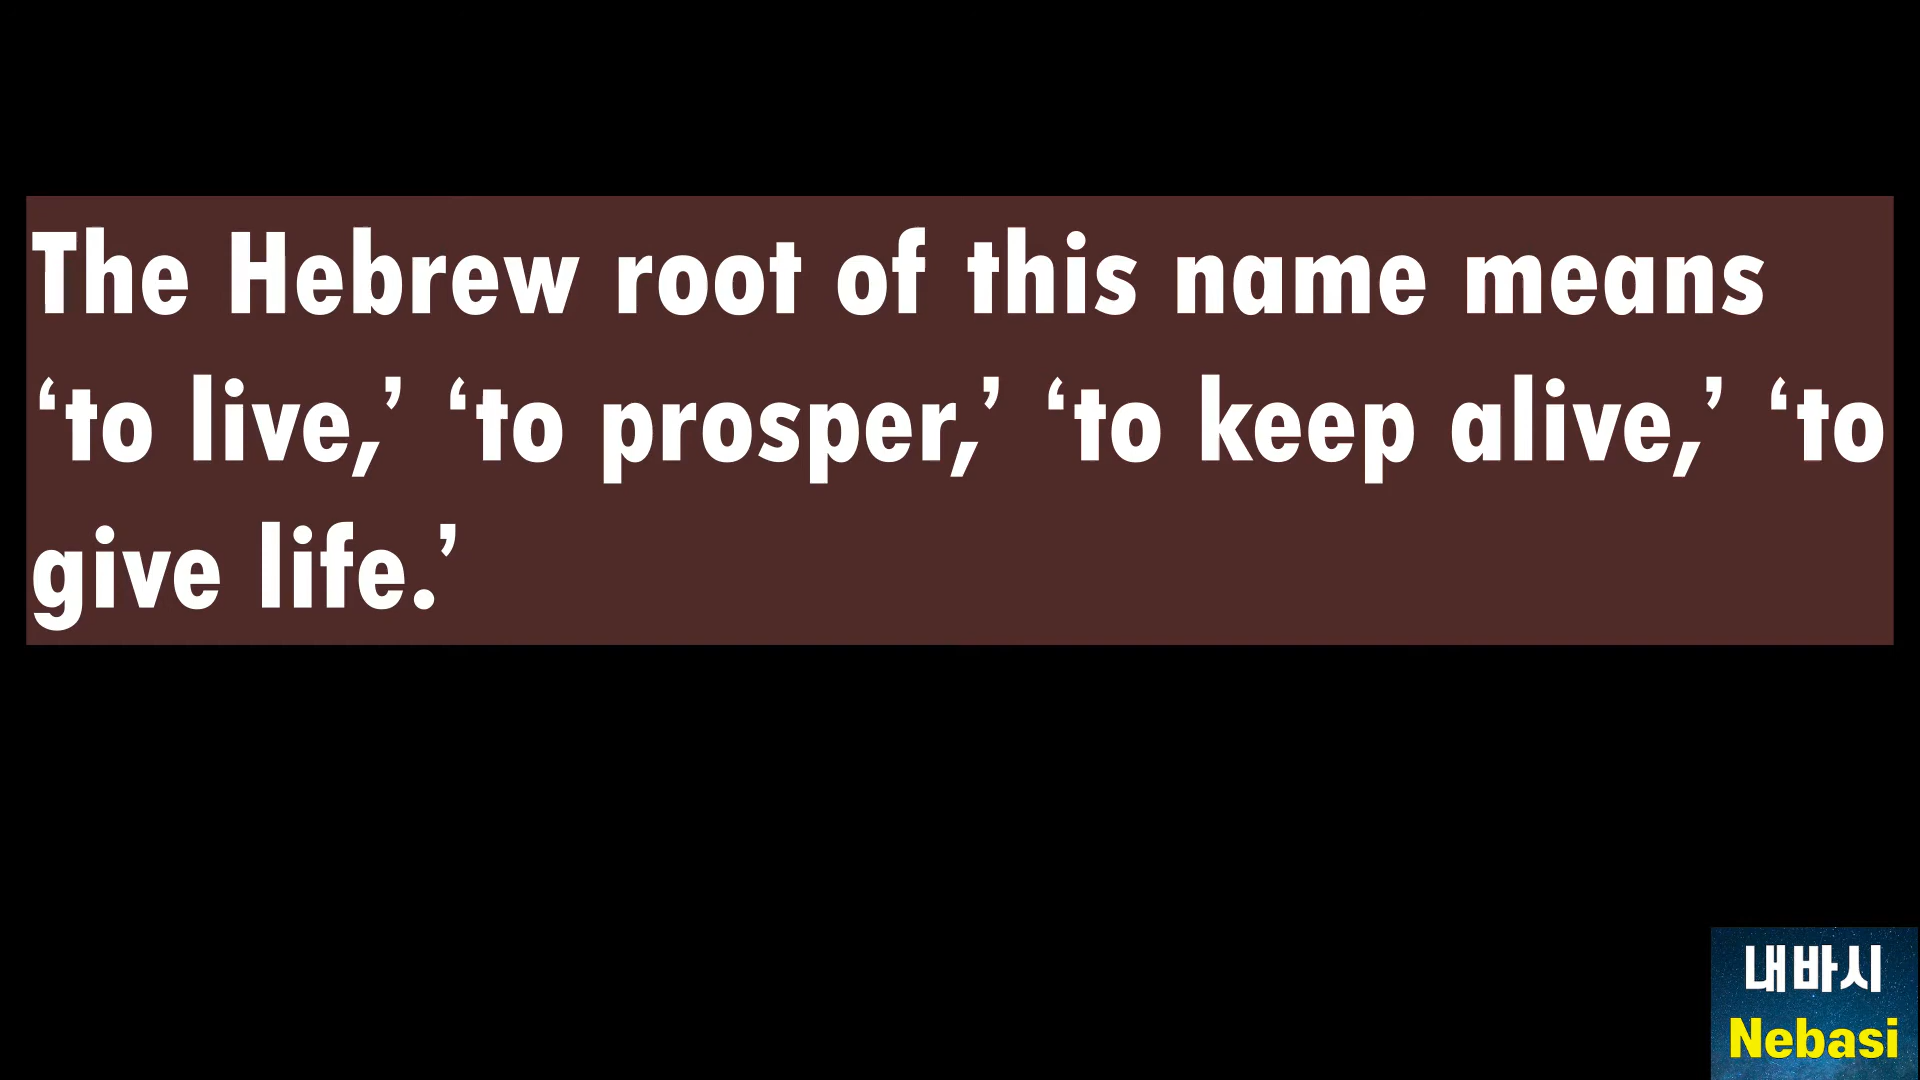 The Hebrew root of this name means
‘to live,’ ‘to prosper,’ ‘to keep alive,’ ‘to
give life.’
내바시
Nebasi